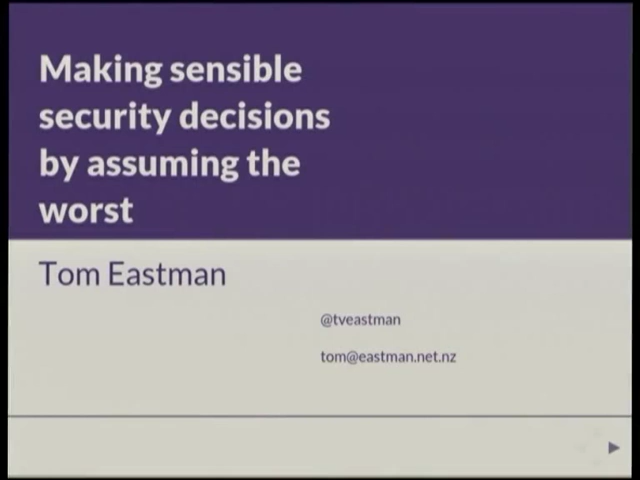 Making sensible
security decisions
by assuming the
worst
Tom Eastman
@tveastman
tom@eastman.net.nz